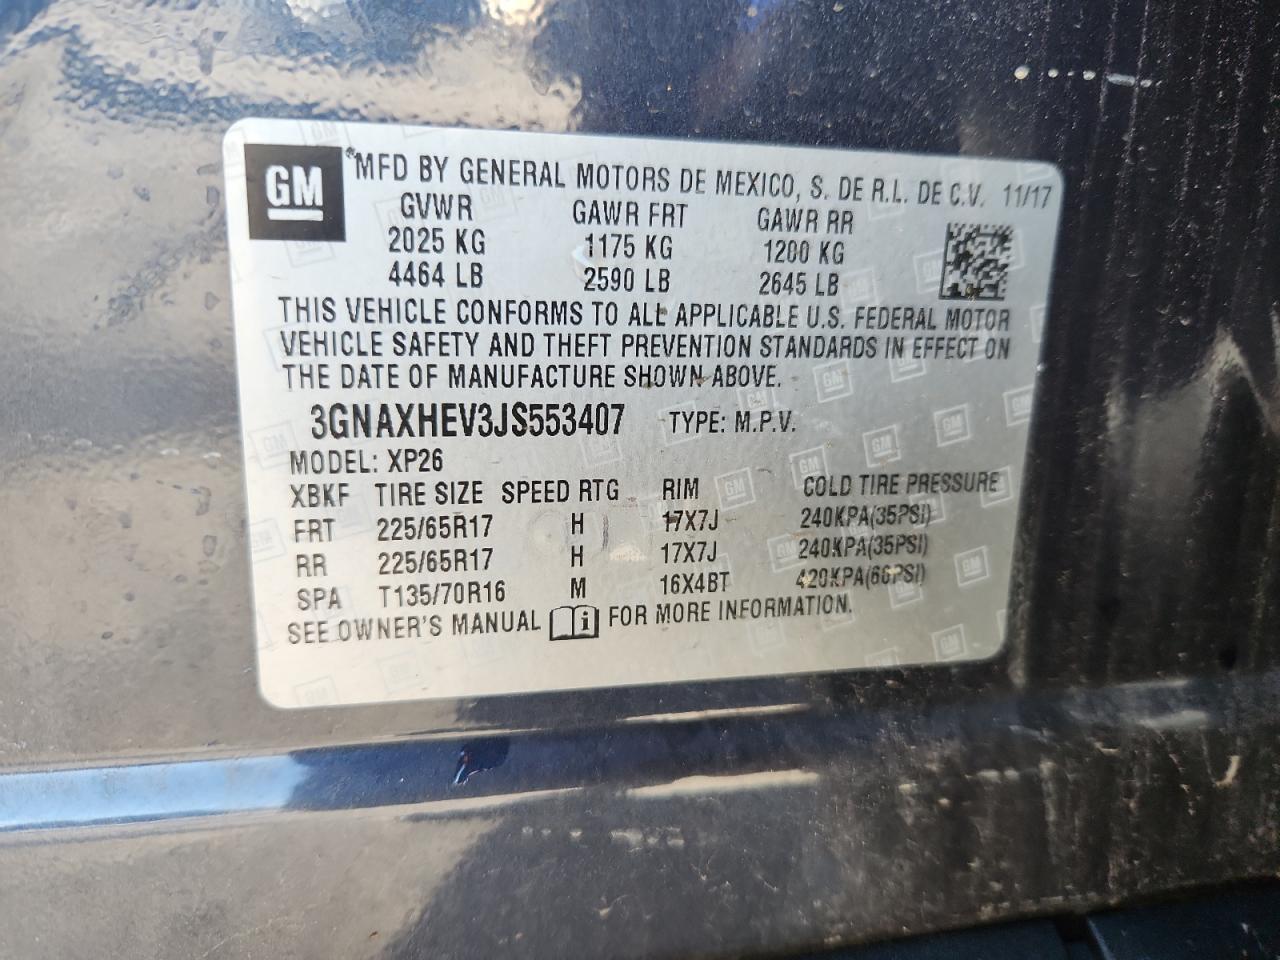 GM *MFD BY GENERAL MOTORS DE MEXICO, S. DE R.L. DE C.V. 11/17
GVWR GAWR FRT GAWR RR
2025 KG 1175 KG 1200 KG
4464 LB 2590 LB 2645 LB
THIS VEHICLE CONFORMS TO ALL APPLICABLE U.S. FEDERAL MOTOR
VEHICLE SAFETY AND THEFT PREVENTION STANDARDS IN EFFECT ON
THE DATE OF MANUFACTURE SHOWN ABOVE.
3GNAXHEV3JS553407 TYPE: M.P.V.
MODEL: XP26
XBKF TIRE SIZE SPEED RTG RIM COLD TIRE PRESSURE
FRT 225/65R17 H 17X7J 240KPA(35PSI)
RR 225/65R17 H 17X7J 240KPA(35PSI)
SPA T135/70R16 M 16X4BT 420KPA(60PSI)
SEE OWNER'S MANUAL i FOR MORE INFORMATION.